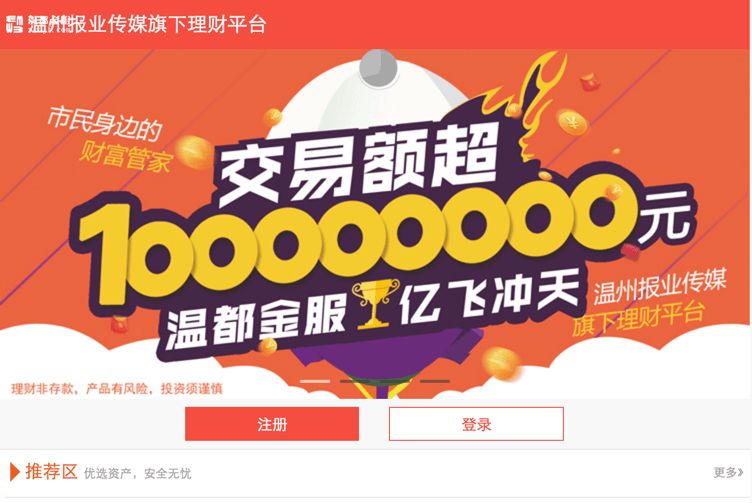 温州报业传媒旗下理财平台
市民身边的
财富管家
交易额超
100000000元
温都金服 亿飞冲天
温州报业传媒
旗下理财平台
理财非存款，产品有风险，投资须谨慎
注册
登录
推荐区 优选资产，安全无忧
更多》